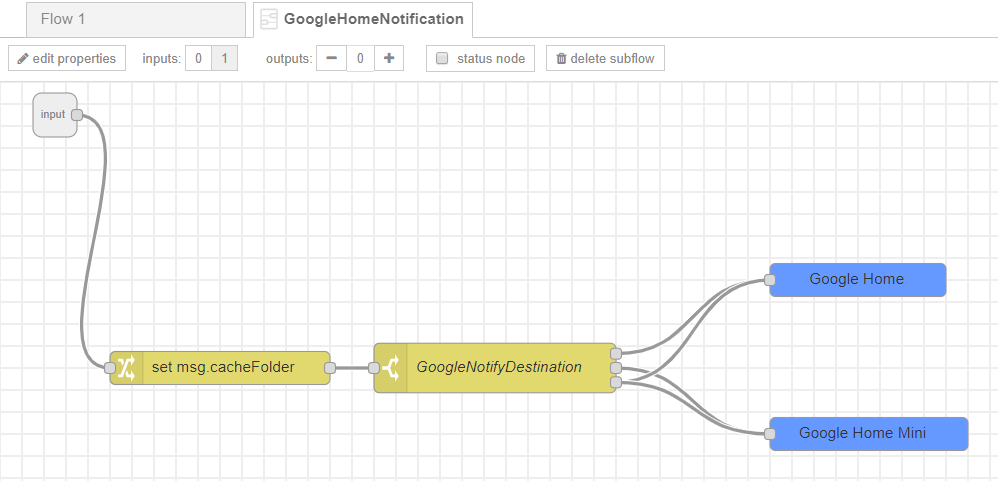 Flow 1
GoogleHomeNotification
edit properties
inputs: 0 1
outputs: 0
status node
delete subflow
input
Google Home
set msg.cacheFolder
GoogleNotifyDestination
Google Home Mini